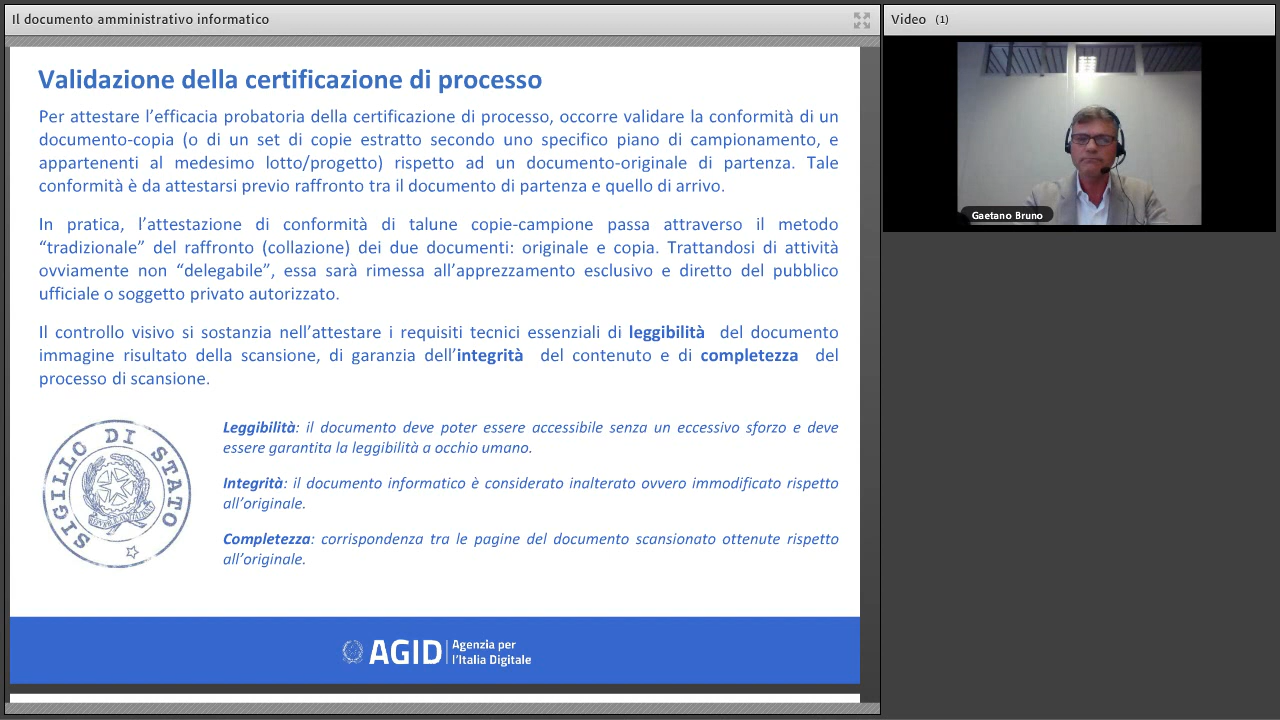 Il documento amministrativo informatico
Video (1)
Validazione della certificazione di processo
Per attestare l’efficacia probatoria della certificazione di processo, occorre validare la conformità di un
documento-copia (o di un set di copie estratto secondo uno specifico piano di campionamento, e
appartenenti al medesimo lotto/progetto) rispetto ad un documento-originale di partenza. Tale
conformità è da attestarsi previo raffronto tra il documento di partenza e quello di arrivo.
In pratica, l’attestazione di conformità di talune copie-campione passa attraverso il metodo
“tradizionale” del raffronto (collazione) dei due documenti: originale e copia. Trattandosi di attività
ovviamente non “delegabile”, essa sarà rimessa all’apprezzamento esclusivo e diretto del pubblico
ufficiale o soggetto privato autorizzato.
Il controllo visivo si sostanzia nell’attestare i requisiti tecnici essenziali di leggibilità del documento
immagine risultato della scansione, di garanzia dell’integrità del contenuto e di completezza del
processo di scansione.
SIGILLO DI STATO
Leggibilità: il documento deve poter essere accessibile senza un eccessivo sforzo e deve
essere garantita la leggibilità a occhio umano.
Integrità: il documento informatico è considerato inalterato ovvero immodificato rispetto
all’originale.
Completezza: corrispondenza tra le pagine del documento scansionato ottenute rispetto
all’originale.
AGID
Agenzia per
l’Italia Digitale
Gaetano Bruno